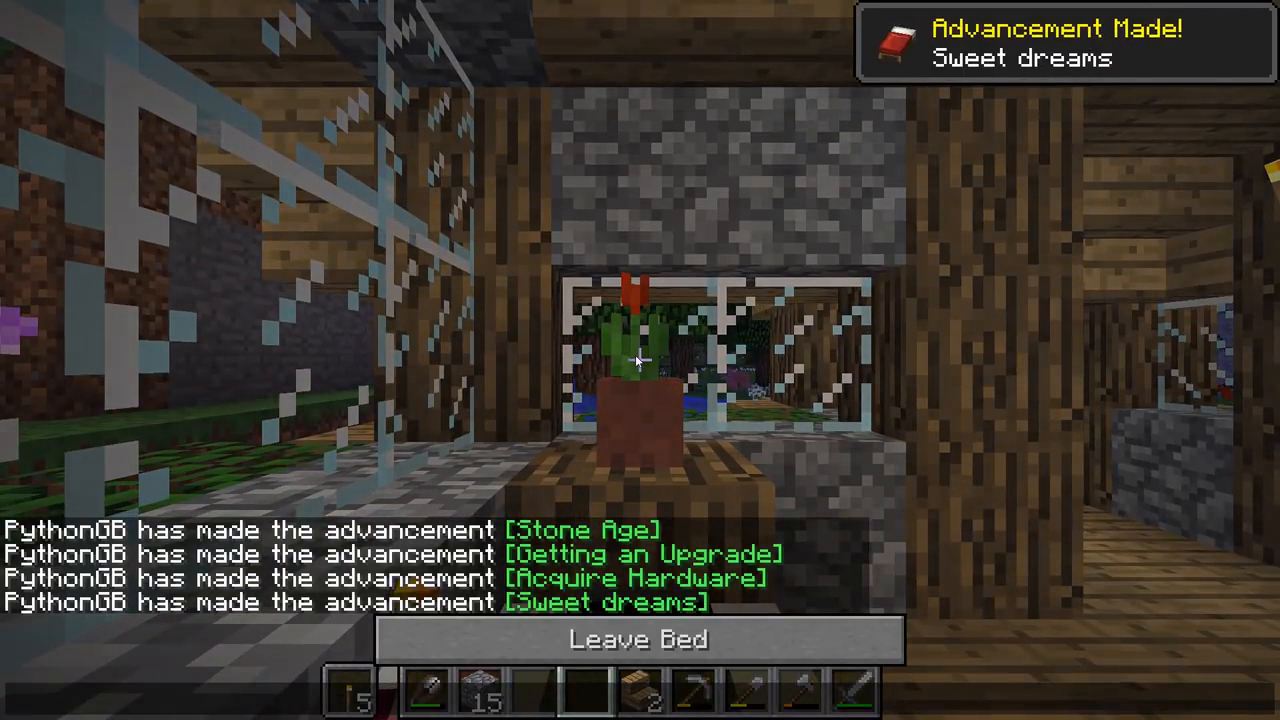 Advancement Made!
Sweet dreams
PythonGB has made the advancement [Stone Age]
PythonGB has made the advancement [Getting an Upgrade]
PythonGB has made the advancement [Acquire Hardware]
PythonGB has made the advancement [Sweet dreams]
Leave Bed
5 15 2